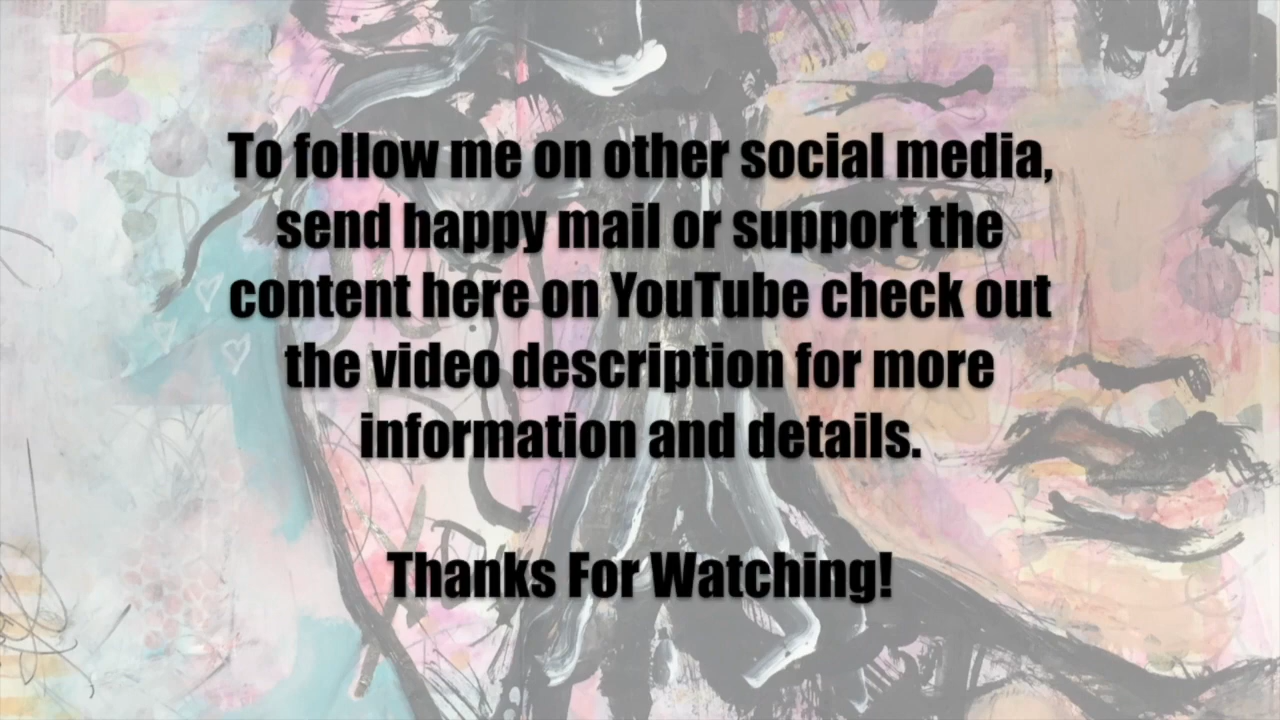 To follow me on other social media,
send happy mail or support the
content here on YouTube check out
the video description for more
information and details.
Thanks For Watching!